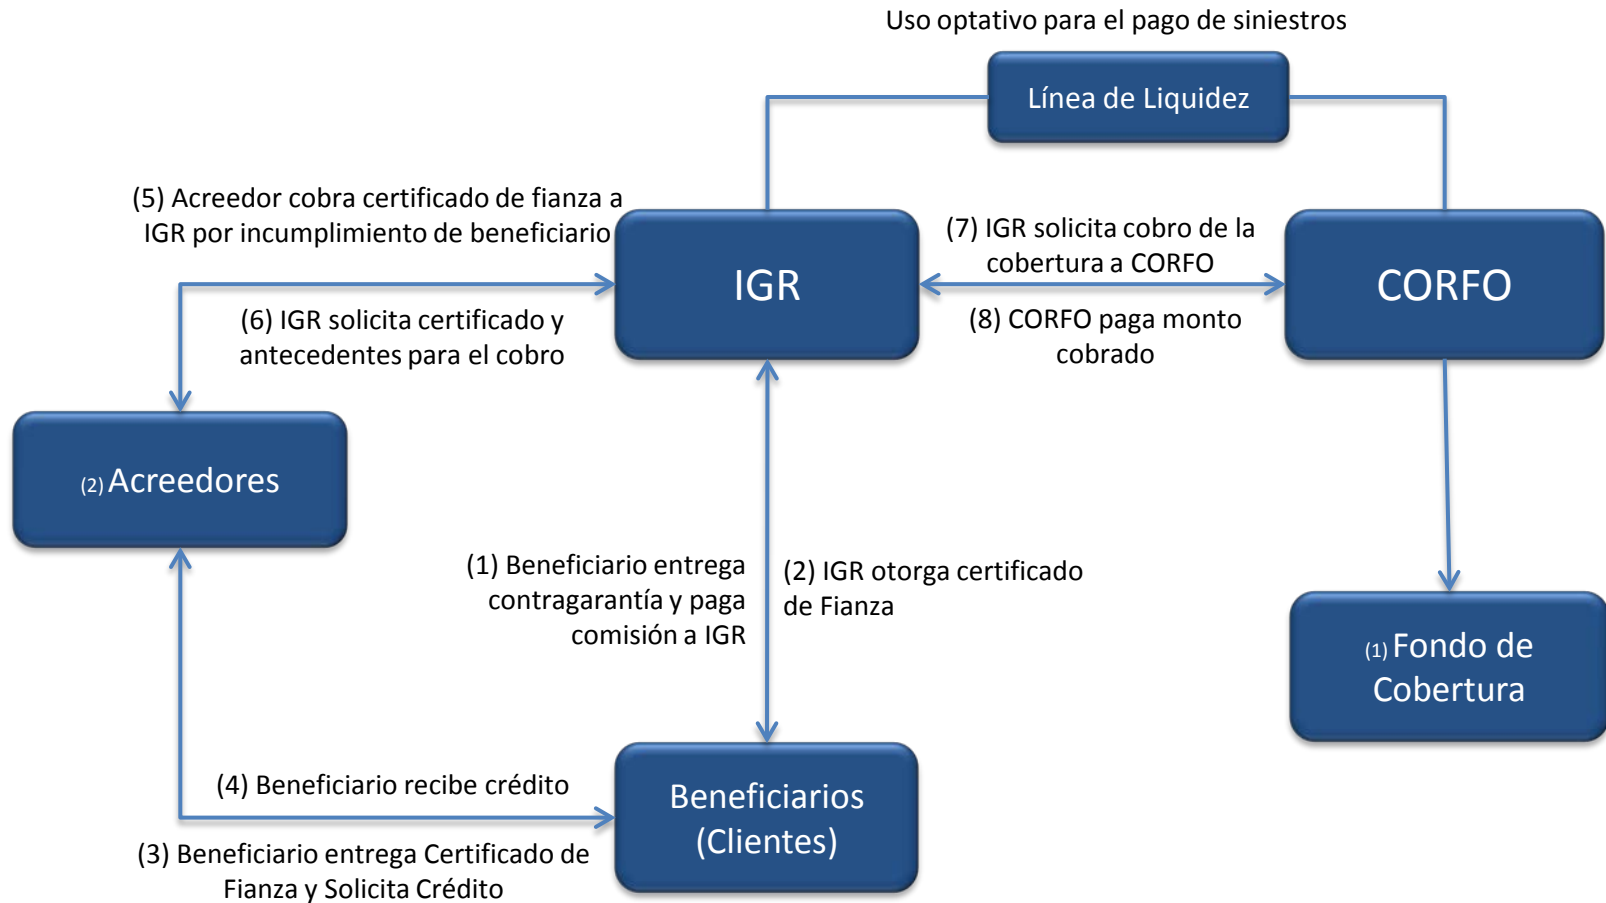 Uso optativo para el pago de siniestros
Línea de Liquidez
(5) Acreedor cobra certificado de fianza a
IGR por incumplimiento de beneficiario
IGR
(7) IGR solicita cobro de la
cobertura a CORFO
CORFO
(6) IGR solicita certificado y
antecedentes para el cobro
(8) CORFO paga monto
cobrado
(2) Acreedores
(1) Beneficiario entrega
contragarantía y paga
comisión a IGR
(2) IGR otorga certificado
de Fianza
(1) Fondo de
Cobertura
(4) Beneficiario recibe crédito
Beneficiarios
(Clientes)
(3) Beneficiario entrega Certificado de
Fianza y Solicita Crédito